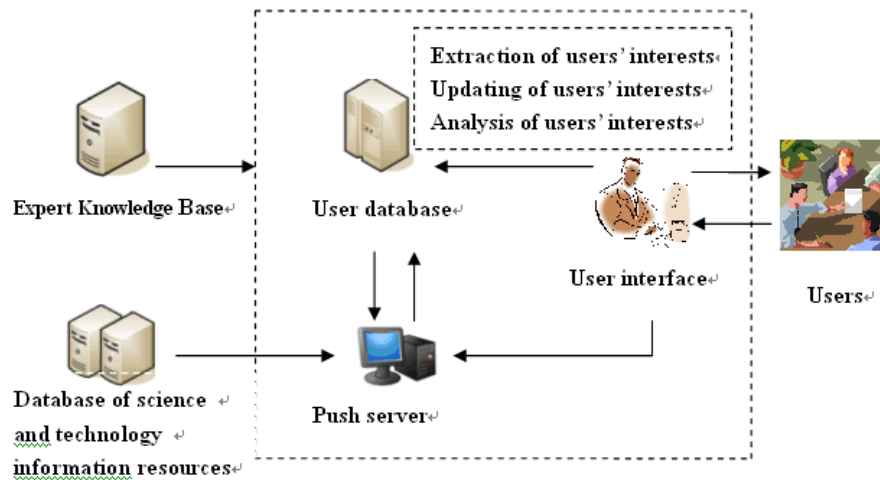 Extraction of users' interests
Updating of users' interests
Analysis of users' interests
Expert Knowledge Base
User database
User interface
Users
Database of science
and technology
information resources
Push server